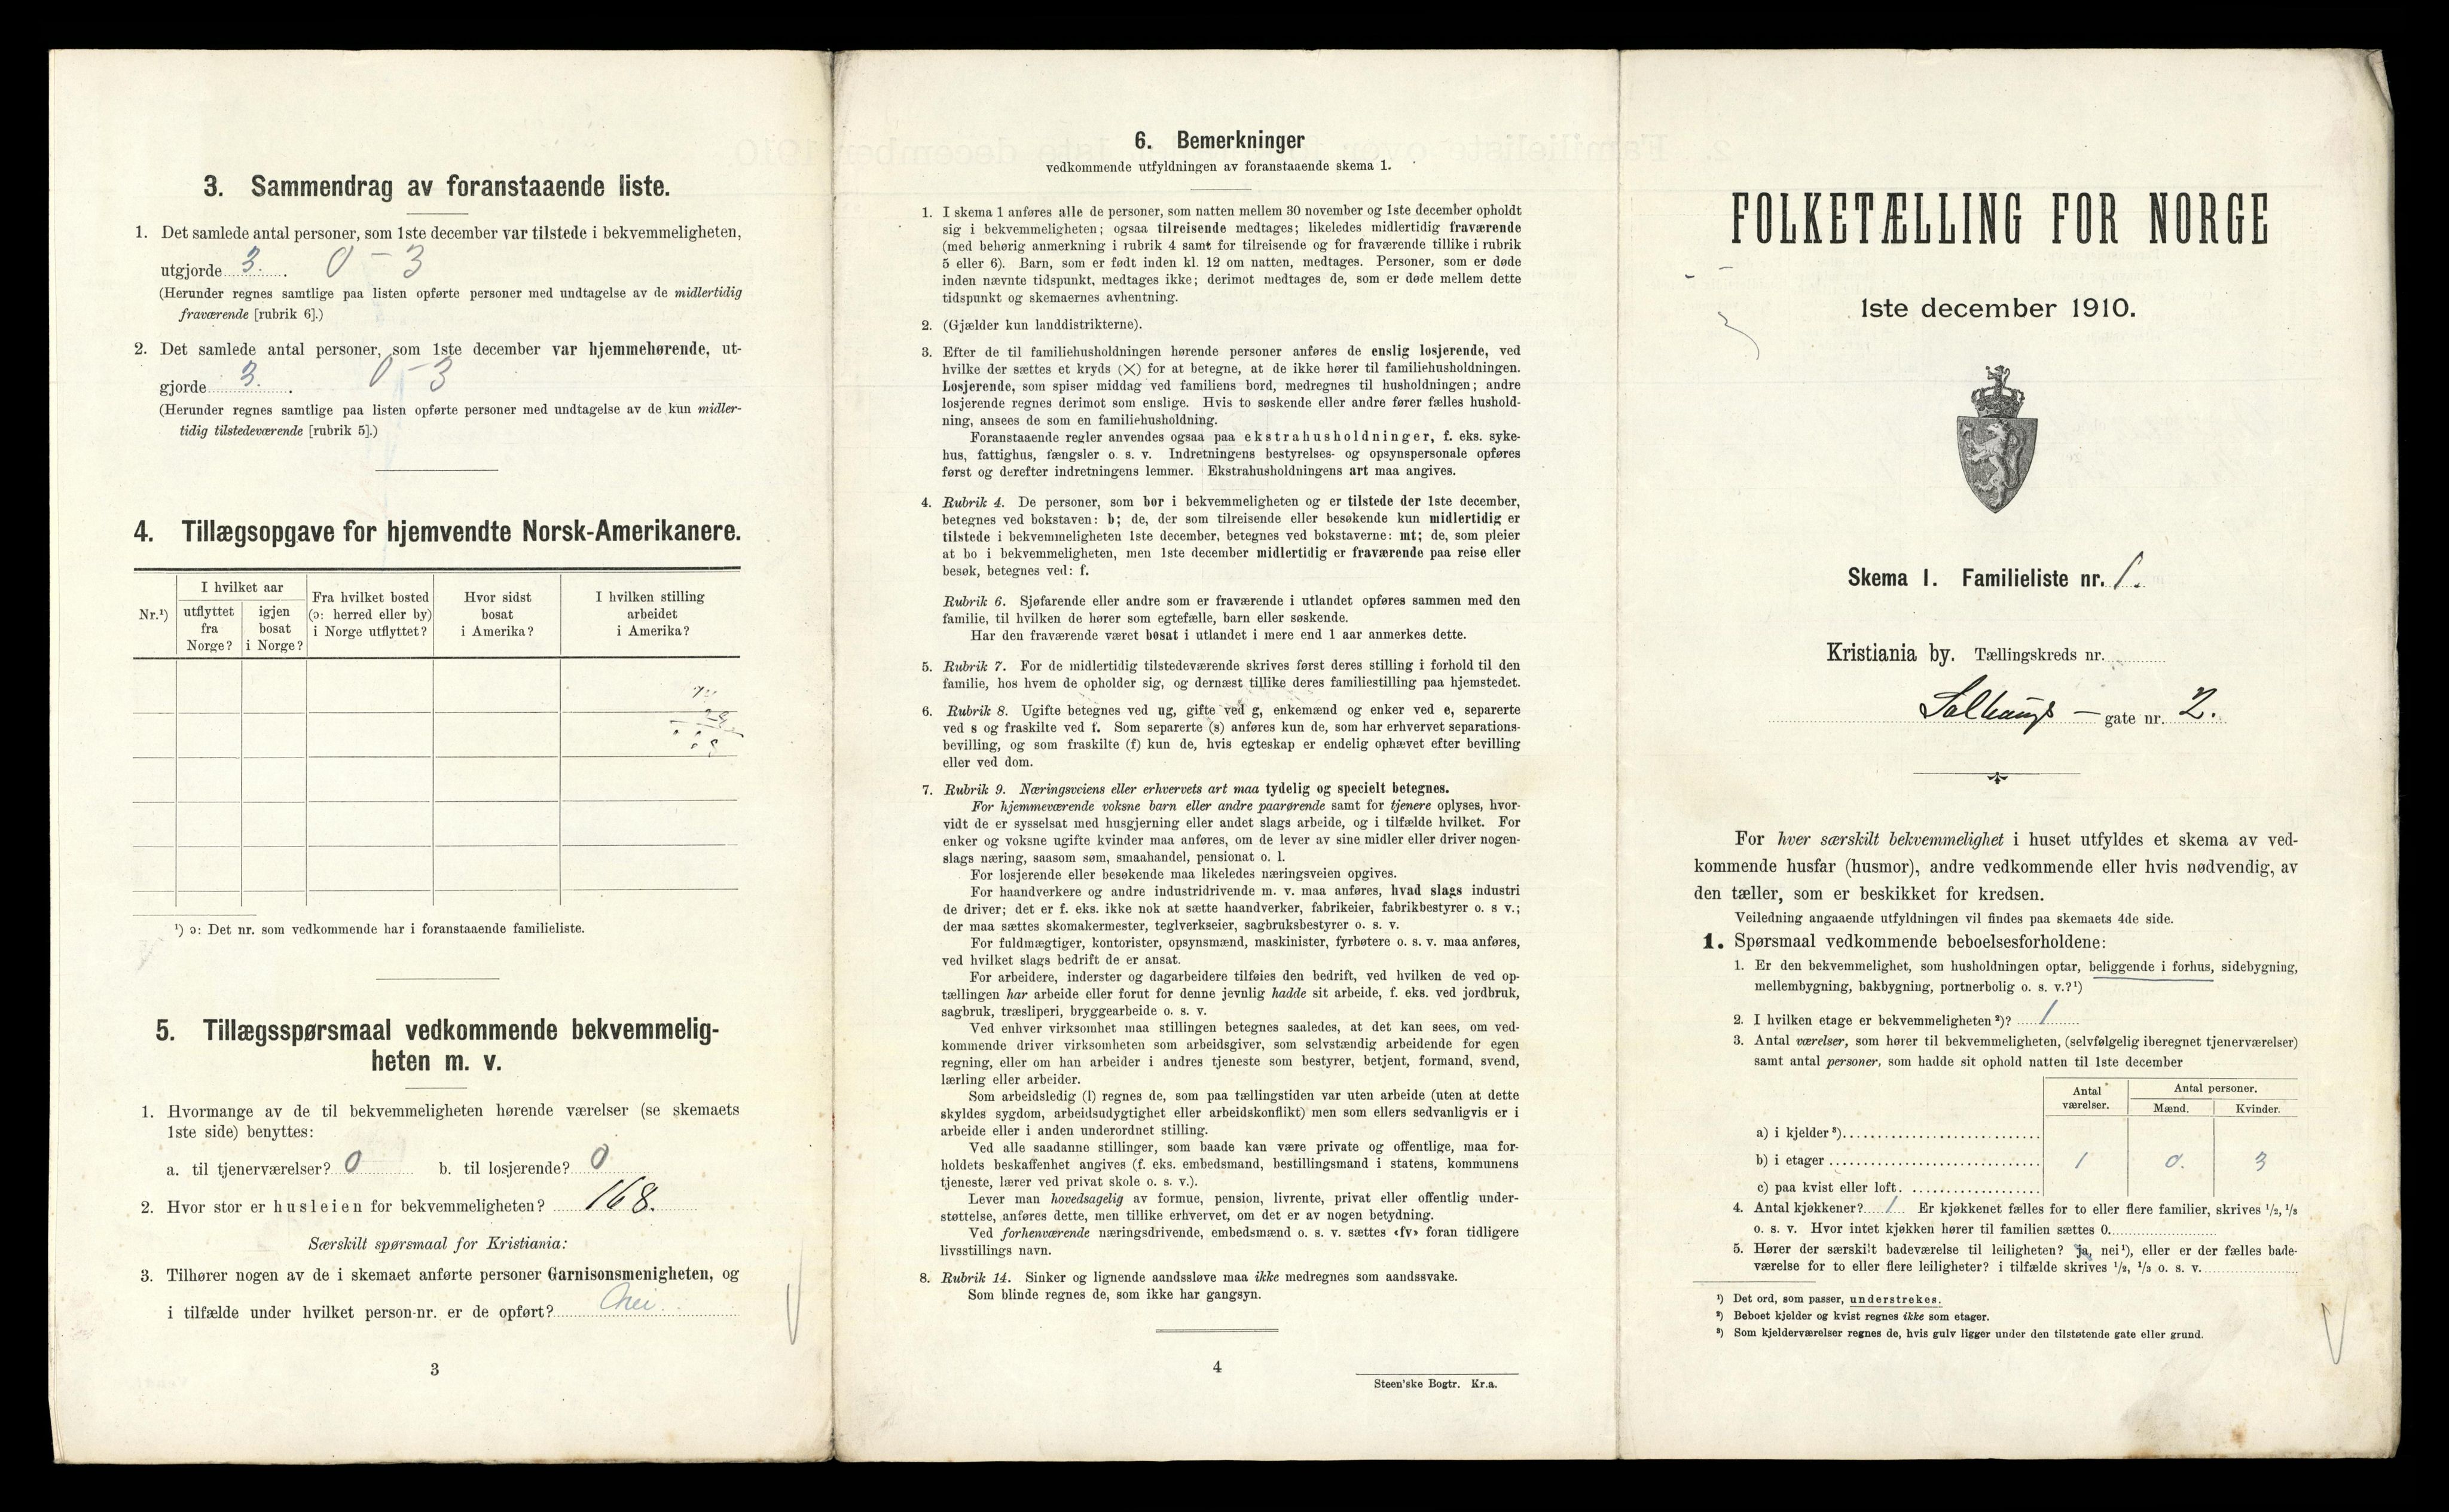 3. Sammendrag av foranstaaende liste.
1. Det samlede antal personer, som 1ste december var tilstede i bekvemmeligheten,
utgjorde 3. 0 – 3
(Herunder regnes samtlige paa listen opførte personer med undtagelse av de midlertidig
fraværende [rubrik 6].)
2. Det samlede antal personer, som 1ste december var hjemmehørende, ut-
gjorde 3. 0 – 3
(Herunder regnes samtlige paa listen opførte personer med undtagelse av de kun midler-
tidig tilstedeværende [rubrik 5].)
4. Tillægsopgave for hjemvendte Norsk-Amerikanere.
Nr.¹)
I hvilket aar
utflyttet
fra
Norge?
igjen
bosat
i Norge?
Fra hvilket bosted
(ɔ: herred eller by)
i Norge utflyttet?
Hvor sidst
bosat
i Amerika?
I hvilken stilling
arbeidet
i Amerika?
¹) ɔ: Det nr. som vedkommende har i foranstaaende familieliste.
5. Tillægsspørsmaal vedkommende bekvemmelig-
heten m. v.
1. Hvormange av de til bekvemmeligheten hørende værelser (se skemaets
1ste side) benyttes:
a. til tjenerværelser? 0 b. til losjerende? 0
2. Hvor stor er husleien for bekvemmeligheten? 168.
Særskilt spørsmaal for Kristiania:
3. Tilhører nogen av de i skemaet anførte personer Garnisonsmenigheten, og
i tilfælde under hvilket person-nr. er de opført? Nei.
3
6. Bemerkninger
vedkommende utfyldningen av foranstaaende skema 1.
1. I skema 1 anføres alle de personer, som natten mellem 30 november og 1ste december opholdt
sig i bekvemmeligheten; ogsaa tilreisende medtages; likeledes midlertidig fraværende
(med behørig anmerkning i rubrik 4 samt for tilreisende og for fraværende tillike i rubrik
5 eller 6). Barn, som er født inden kl. 12 om natten, medtages. Personer, som er døde
inden nævnte tidspunkt, medtages ikke; derimot medtages de, som er døde mellem dette
tidspunkt og skemaernes avhentning.
2. (Gjælder kun landdistrikterne).
3. Efter de til familiehusholdningen hørende personer anføres de enslig losjerende, ved
hvilke der sættes et kryds (×) for at betegne, at de ikke hører til familiehusholdningen.
Losjerende, som spiser middag ved familiens bord, medregnes til husholdningen; andre
losjerende regnes derimot som enslige. Hvis to søskende eller andre fører fælles hushold-
ning, ansees de som en familiehusholdning.
Foranstaaende regler anvendes ogsaa paa ekstrahusholdninger, f. eks. syke-
hus, fattighus, fængsler o. s. v. Indretningens bestyrelses- og opsynspersonale opføres
først og derefter indretningens lemmer. Ekstrahusholdningens art maa angives.
4. Rubrik 4. De personer, som bor i bekvemmeligheten og er tilstede der 1ste december,
betegnes ved bokstaven: b; de, der som tilreisende eller besøkende kun midlertidig er
tilstede i bekvemmeligheten 1ste december, betegnes ved bokstaverne: mt; de, som pleier
at bo i bekvemmeligheten, men 1ste december midlertidig er fraværende paa reise eller
besøk, betegnes ved: f.
Rubrik 6. Sjøfarende eller andre som er fraværende i utlandet opføres sammen med den
familie, til hvilken de hører som egtefælle, barn eller søskende.
Har den fraværende været bosat i utlandet i mere end 1 aar anmerkes dette.
5. Rubrik 7. For de midlertidig tilstedeværende skrives først deres stilling i forhold til den
familie, hos hvem de opholder sig, og dernæst tillike deres familiestilling paa hjemstedet.
6. Rubrik 8. Ugifte betegnes ved ug, gifte ved g, enkemænd og enker ved e, separerte
ved s og fraskilte ved f. Som separerte (s) anføres kun de, som har erhvervet separations-
bevilling, og som fraskilte (f) kun de, hvis egteskap er endelig ophævet efter bevilling
eller ved dom.
7. Rubrik 9. Næringsveiens eller erhvervets art maa tydelig og specielt betegnes.
For hjemmeværende voksne barn eller andre paarørende samt for tjenere oplyses, hvor-
vidt de er sysselsat med husgjerning eller andet slags arbeide, og i tilfælde hvilket. For
enker og voksne ugifte kvinder maa anføres, om de lever av sine midler eller driver nogen-
slags næring, saasom søm, smaahandel, pensionat o. l.
For losjerende eller besøkende maa likeledes næringsveien opgives.
For haandverkere og andre industridrivende m. v. maa anføres, hvad slags industri
de driver; det er f. eks. ikke nok at sætte haandverker, fabrikeier, fabrikbestyrer o. s v.;
der maa sættes skomakermester, teglverkseier, sagbruksbestyrer o. s. v.
For fuldmægtiger, kontorister, opsynsmænd, maskinister, fyrbøtere o. s. v. maa anføres,
ved hvilket slags bedrift de er ansat.
For arbeidere, inderster og dagarbeidere tilføies den bedrift, ved hvilken de ved op-
tællingen har arbeide eller forut for denne jevnlig hadde sit arbeide, f. eks. ved jordbruk,
sagbruk, træsliperi, bryggearbeide o. s. v.
Ved enhver virksomhet maa stillingen betegnes saaledes, at det kan sees, om ved-
kommende driver virksomheten som arbeidsgiver, som selvstændig arbeidende for egen
regning, eller om han arbeider i andres tjeneste som bestyrer, betjent, formand, svend,
lærling eller arbeider.
Som arbeidsledig (l) regnes de, som paa tællingstiden var uten arbeide (uten at dette
skyldes sygdom, arbeidsudygtighet eller arbeidskonflikt) men som ellers sedvanligvis er i
arbeide eller i anden underordnet stilling.
Ved alle saadanne stillinger, som baade kan være private og offentlige, maa for-
holdets beskaffenhet angives (f. eks. embedsmand, bestillingsmand i statens, kommunens
tjeneste, lærer ved privat skole o. s. v.).
Lever man hovedsagelig av formue, pension, livrente, privat eller offentlig under-
støttelse, anføres dette, men tillike erhvervet, om det er av nogen betydning.
Ved forhenværende næringsdrivende, embedsmænd o. s. v. sættes «fv» foran tidligere
livsstillings navn.
8. Rubrik 14. Sinker og lignende aandssløve maa ikke medregnes som aandssvake.
Som blinde regnes de, som ikke har gangsyn.
4
Steen'ske Bogtr. Kr.a.
FOLKETÆLLING FOR NORGE
1ste december 1910.
Skema 1. Familieliste nr. 1.
Kristiania by. Tællingskreds nr.
Solhaugs – gate nr. 2.
For hver særskilt bekvemmelighet i huset utfyldes et skema av ved-
kommende husfar (husmor), andre vedkommende eller hvis nødvendig, av
den tæller, som er beskikket for kredsen.
Veiledning angaaende utfyldningen vil findes paa skemaets 4de side.
1. Spørsmaal vedkommende beboelsesforholdene:
1. Er den bekvemmelighet, som husholdningen optar, beliggende i forhus, sidebygning,
mellembygning, bakbygning, portnerbolig o. s. v.?¹)
2. I hvilken etage er bekvemmeligheten²)? 1
3. Antal værelser, som hører til bekvemmeligheten, (selvfølgelig iberegnet tjenerværelser)
samt antal personer, som hadde sit ophold natten til 1ste december
Antal
værelser.
Antal personer.
Mænd. Kvinder.
a) i kjelder³)
b) i etager 1 0. 3
c) paa kvist eller loft.
4. Antal kjøkkener? 1 Er kjøkkenet fælles for to eller flere familier, skrives 1/2, 1/3
o. s. v. Hvor intet kjøkken hører til familien sættes 0.
5. Hører der særskilt badeværelse til leiligheten? ja, nei¹), eller er der fælles bade-
værelse for to eller flere leiligheter? i tilfælde skrives 1/2, 1/3 o. s. v.
¹) Det ord, som passer, understrekes.
²) Beboet kjelder og kvist regnes ikke som etager.
³) Som kjelderværelser regnes de, hvis gulv ligger under den tilstøtende gate eller grund.